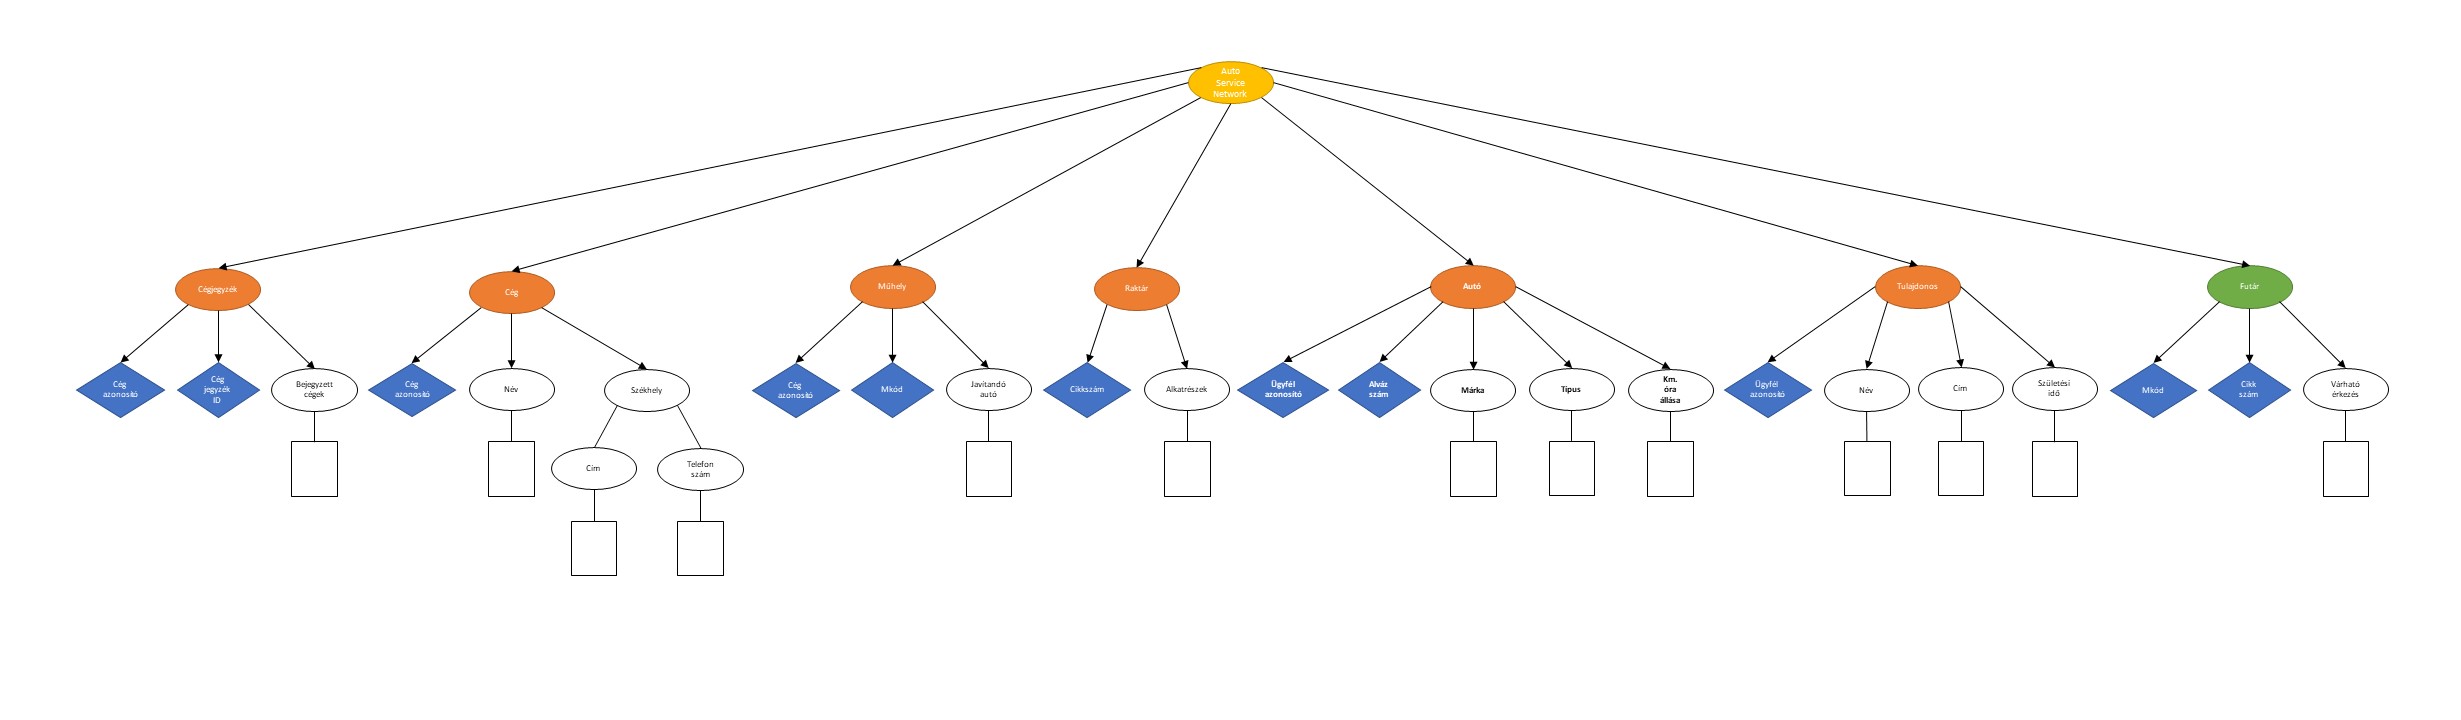 Auto
Service
Network
Cégjegyzék
Cég
Műhely
Raktár
Autó
Tulajdonos
Futár
Cég
azonosító
Cég
jegyzék
ID
Bejegyzett
cégek
Cég
azonosító
Név
Székhely
Cég
azonosító
Mkód
Javítandó
autó
Cikkszám
Alkatrészek
Ügyfél
azonosító
Alváz
szám
Márka
Típus
Km.
óra
állása
Ügyfél
azonosító
Név
Cím
Születési
idő
Mkód
Cikk
szám
Várható
érkezés
Cím
Telefon
szám